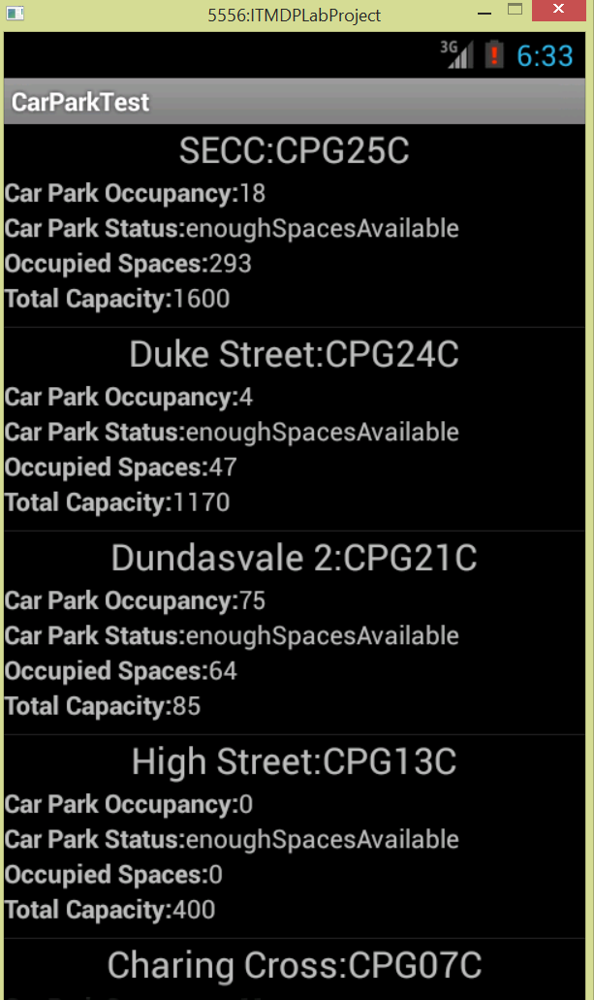 5556:ITMDPLabProject
3G 6:33
CarParkTest
SECC:CPG25C
Car Park Occupancy:18
Car Park Status:enoughSpacesAvailable
Occupied Spaces:293
Total Capacity:1600
Duke Street:CPG24C
Car Park Occupancy:4
Car Park Status:enoughSpacesAvailable
Occupied Spaces:47
Total Capacity:1170
Dundasvale 2:CPG21C
Car Park Occupancy:75
Car Park Status:enoughSpacesAvailable
Occupied Spaces:64
Total Capacity:85
High Street:CPG13C
Car Park Occupancy:0
Car Park Status:enoughSpacesAvailable
Occupied Spaces:0
Total Capacity:400
Charing Cross:CPG07C